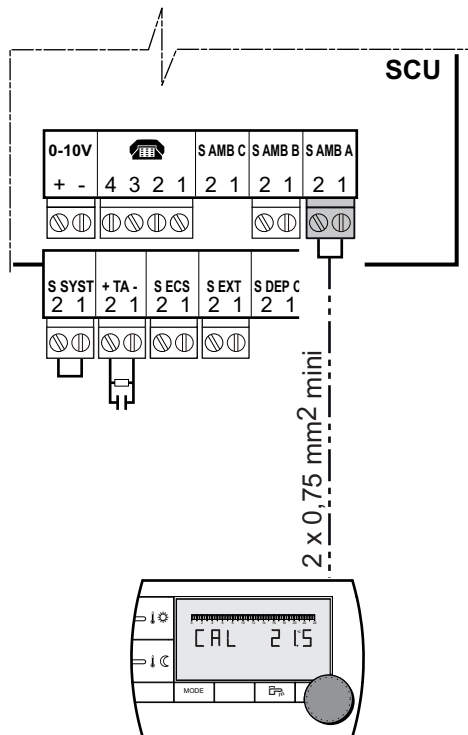 SCU
0-10V S AMB C S AMB B S AMB A
+ - 4 3 2 1 2 1 2 1 2 1
S SYST + TA - S ECS S EXT S DEP C
2 1 2 1 2 1 2 1 2 1
2 x 0,75 mm² mini
CAL 21.5
MODE